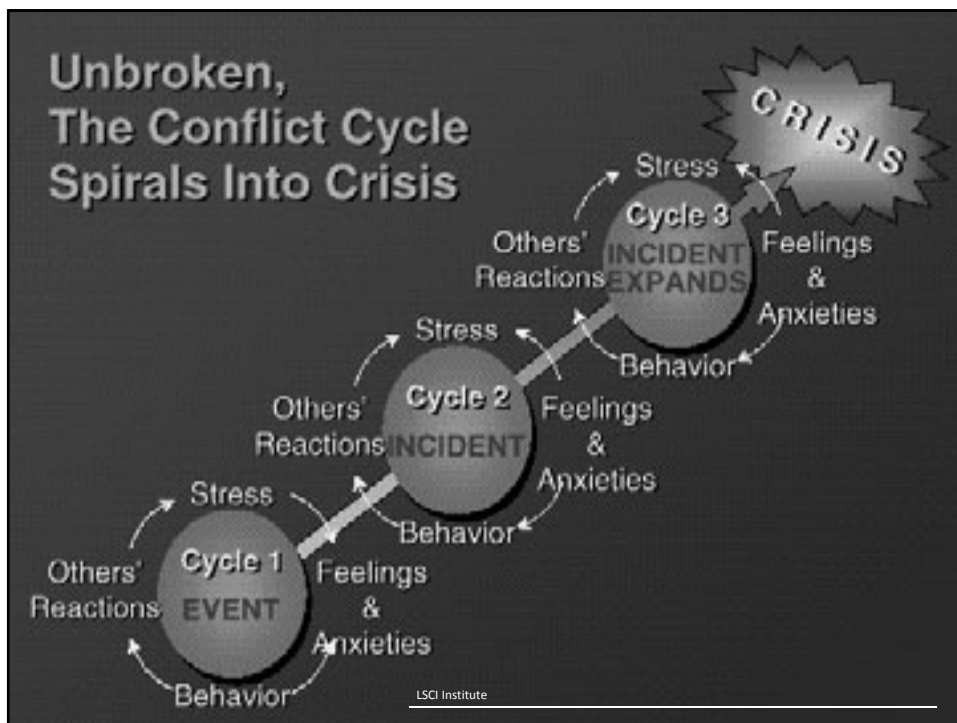 Unbroken,
The Conflict Cycle
Spirals Into Crisis
CRISIS
Stress
Cycle 3
INCIDENT
EXPANDS
Others'
Reactions
Feelings
&
Anxieties
Behavior
Stress
Cycle 2
INCIDENT
Others'
Reactions
Feelings
&
Anxieties
Behavior
Stress
Cycle 1
EVENT
Others'
Reactions
Feelings
&
Anxieties
Behavior
LSCI Institute